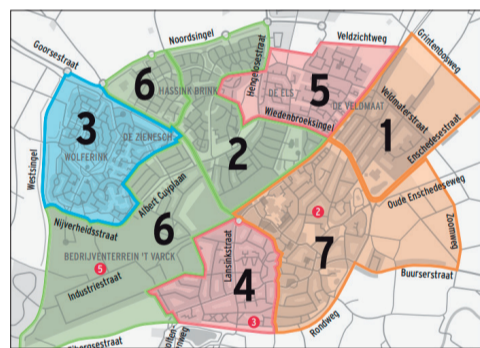 Noordsingel
Veldzichtweg
Grintenbosweg
Goorsestraat
6
HASSINK BRINK
Hengelosestraat
DE ELS
5
DE VELDMAAT
Veldmaterstraat
1
Enschedesestraat
3
DE ZIENESCH
WOLFERINK
Wiedenbroeksingel
2
Westsingel
Albert Cuyplaan
6
Nijverheidsstraat
2
Oude Enschedeseweg
Zoomweg
BEDRIJVENTERREIN 'T VARCK
5
Lansinkstraat
7
Industriestraat
4
Buurserstraat
3
Rondweg